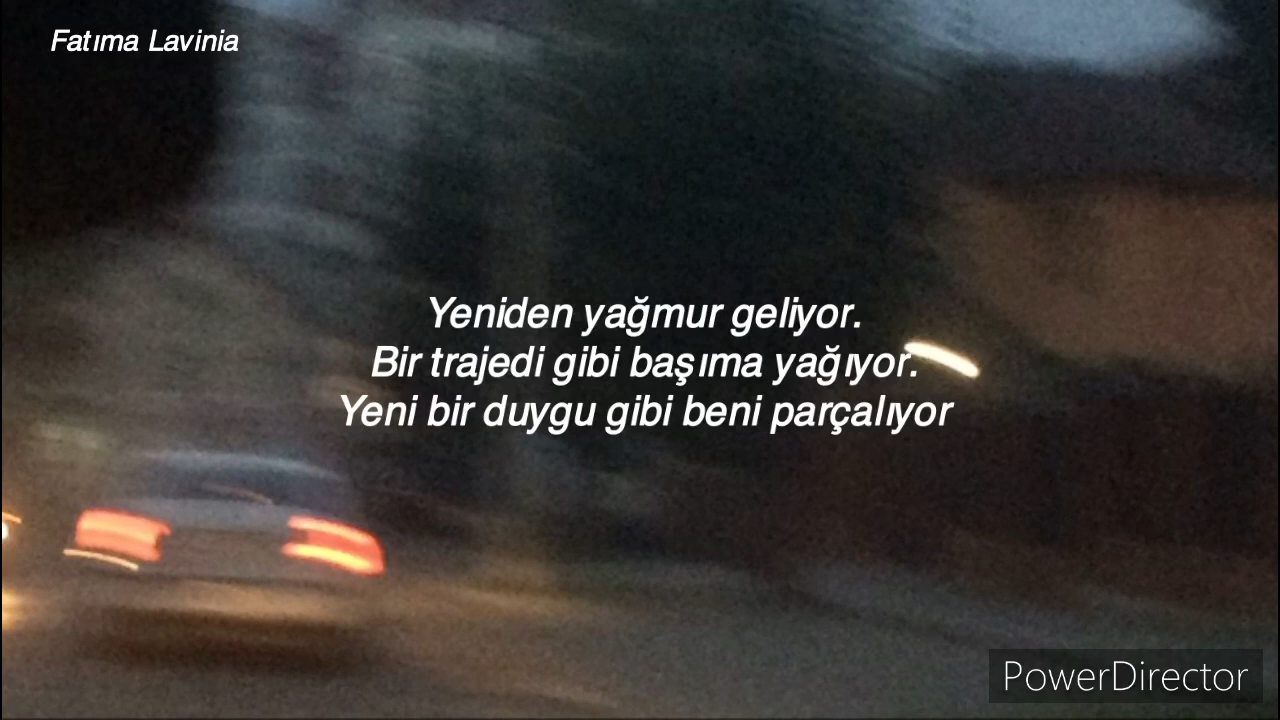 Fatıma Lavinia
Yeniden yağmur geliyor.
Bir trajedi gibi başıma yağıyor.
Yeni bir duygu gibi beni parçalıyor
PowerDirector